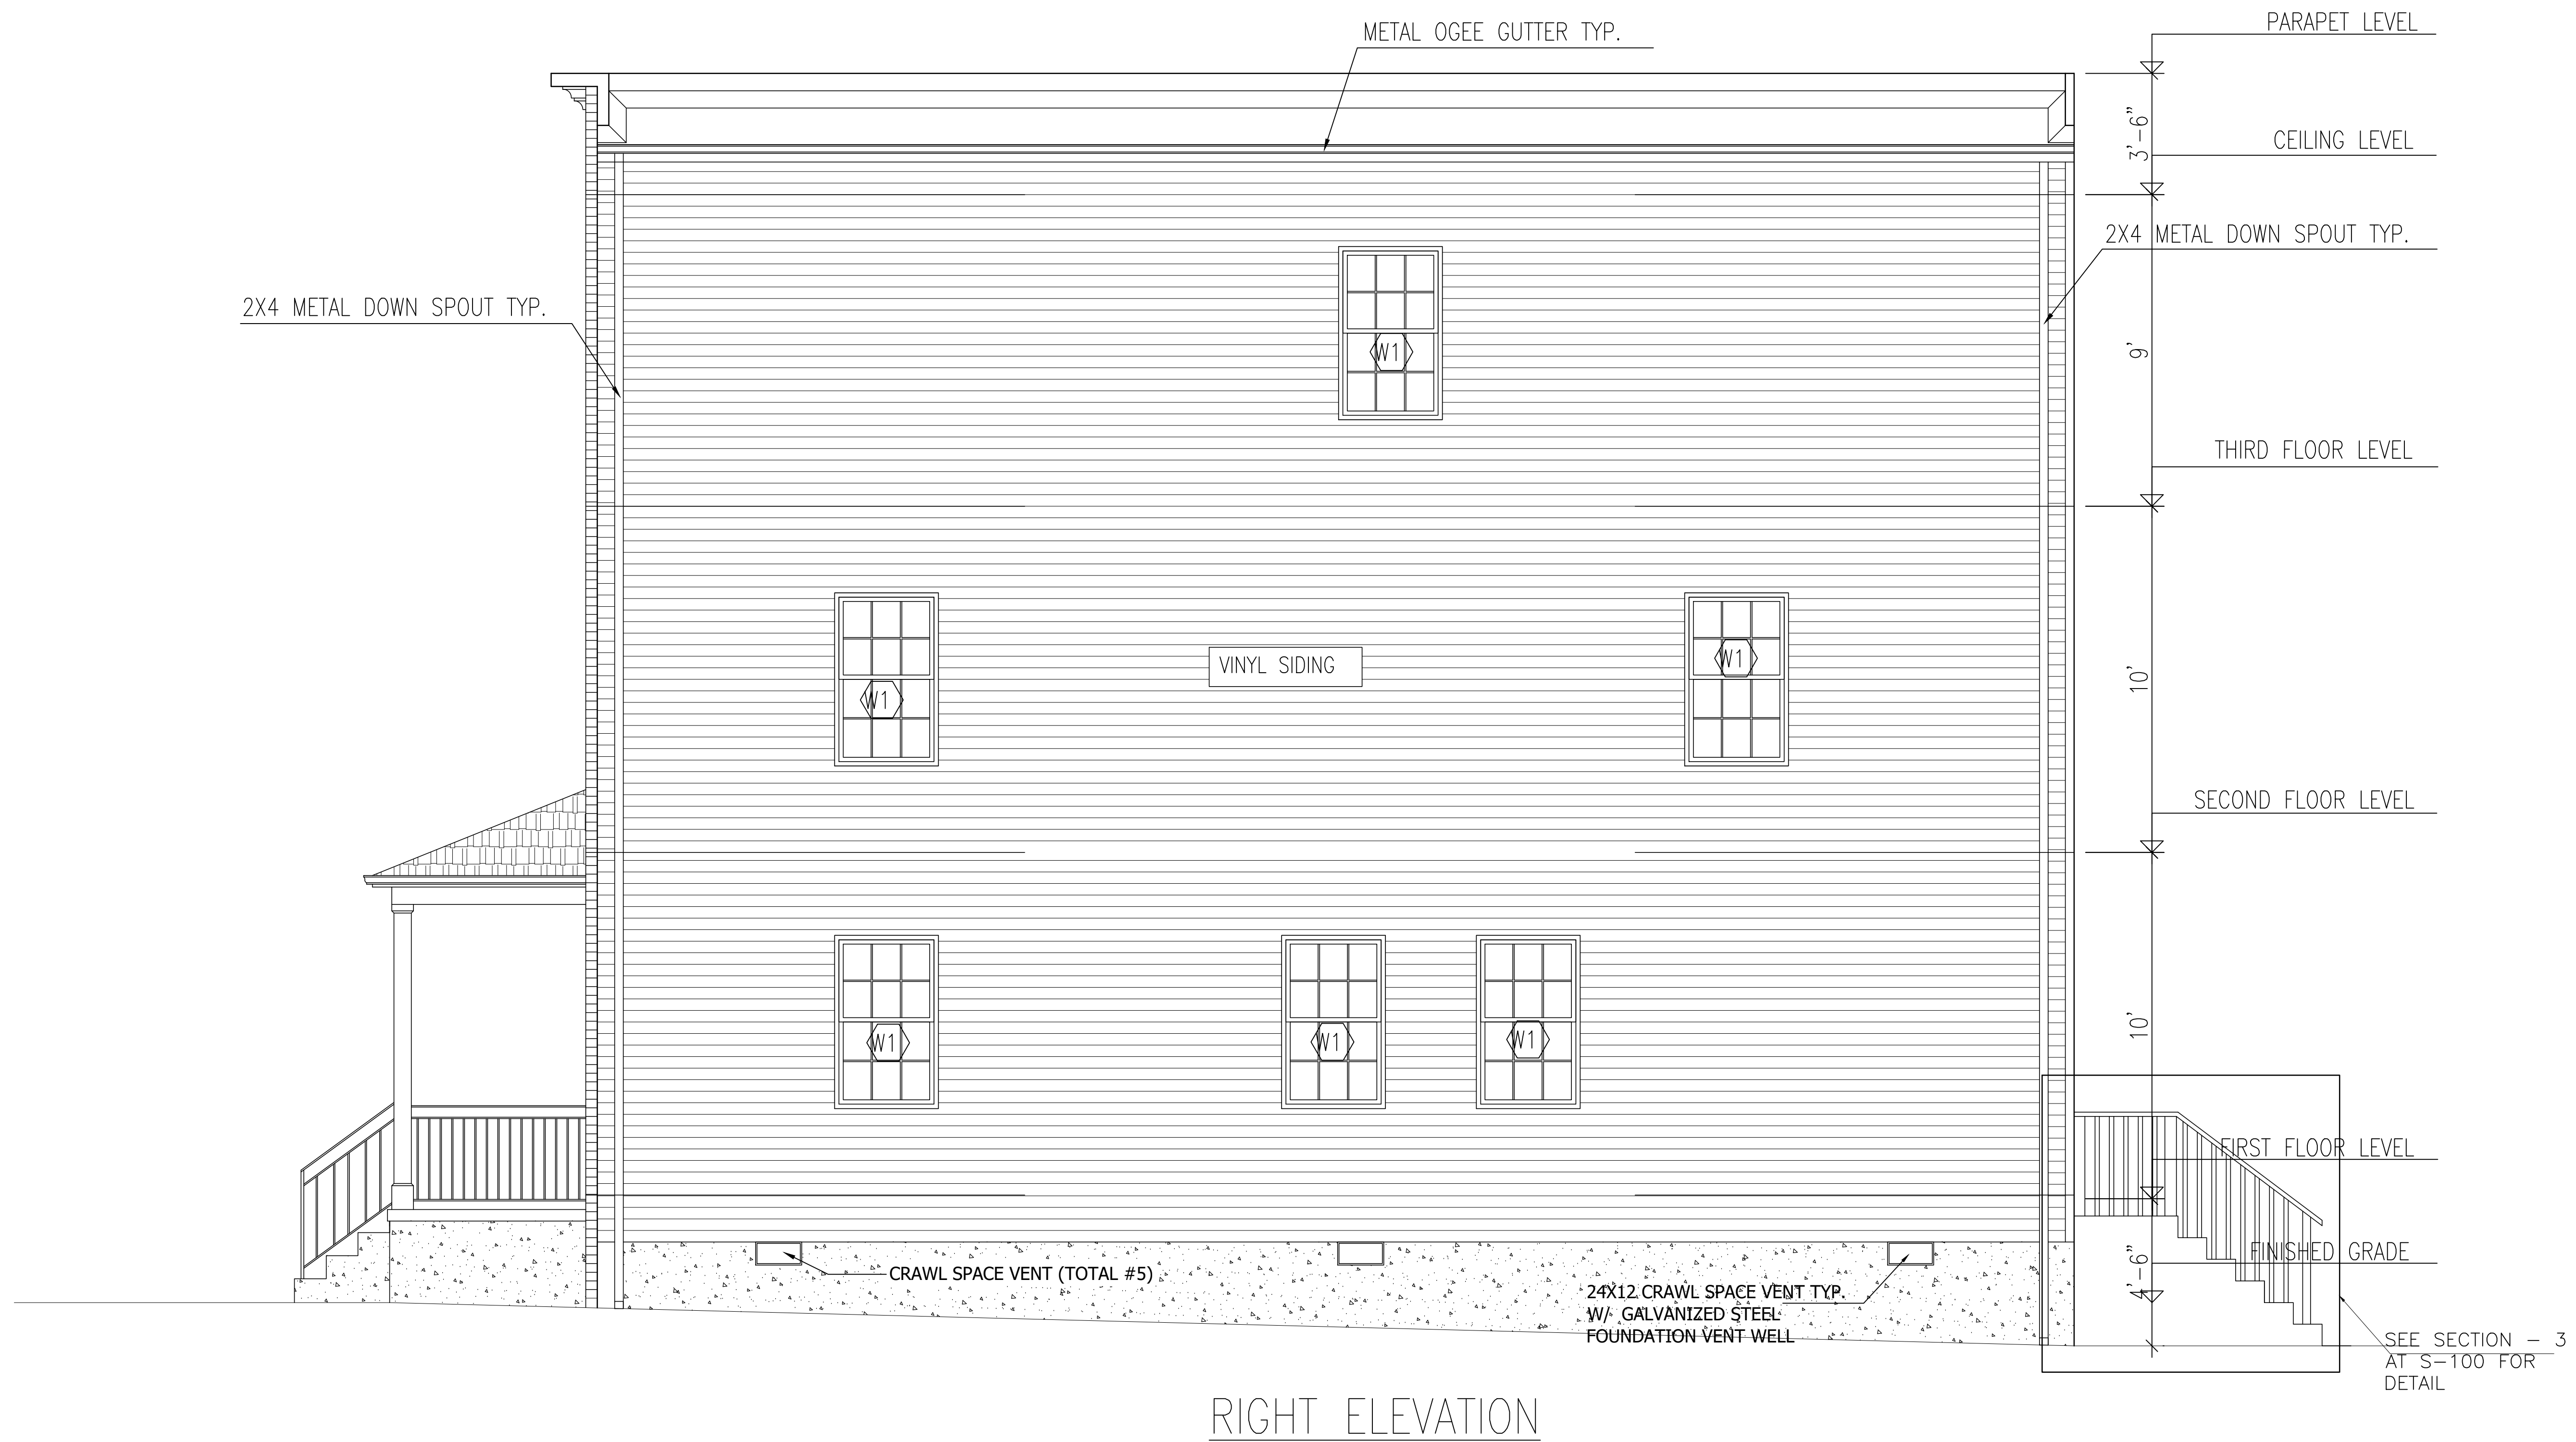 PARAPET LEVEL
METAL OGEE GUTTER TYP.
3'-6"
CEILING LEVEL
2X4 METAL DOWN SPOUT TYP.
2X4 METAL DOWN SPOUT TYP.
W1
9'
THIRD FLOOR LEVEL
W1
VINYL SIDING
W1
10'
SECOND FLOOR LEVEL
W1
W1
W1
10'
FIRST FLOOR LEVEL
FINISHED GRADE
4'-6"
CRAWL SPACE VENT (TOTAL #5)
24X12 CRAWL SPACE VENT TYP.
W/ GALVANIZED STEEL
FOUNDATION VENT WELL
SEE SECTION - 3
AT S-100 FOR
DETAIL
RIGHT ELEVATION